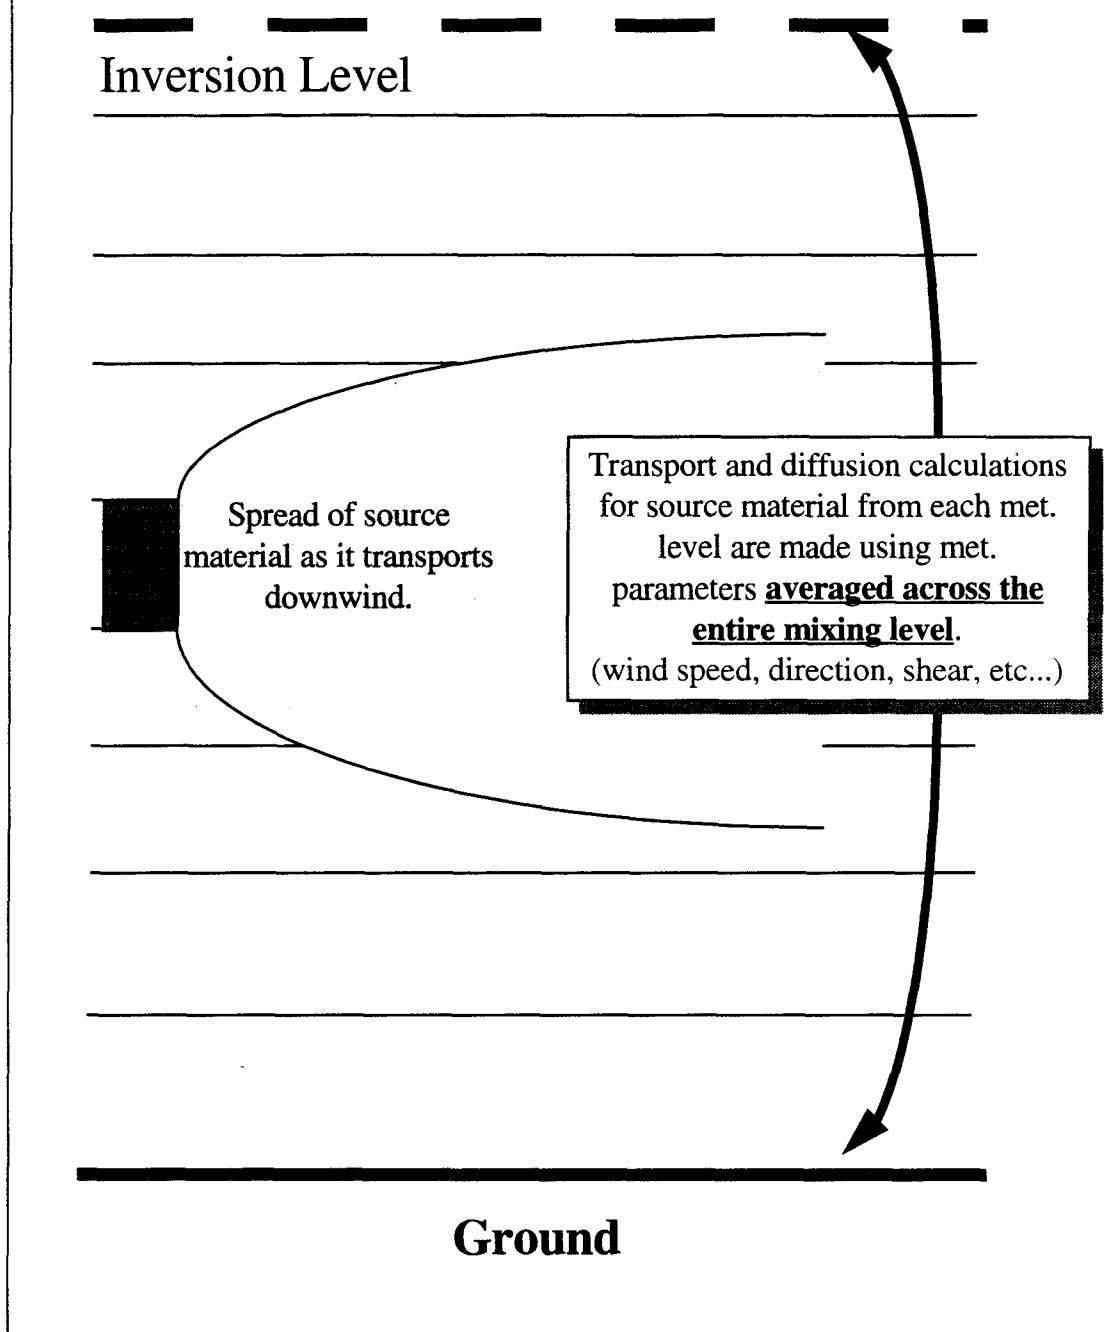 Inversion Level
Spread of source
material as it transports
downwind.
Transport and diffusion calculations
for source material from each met.
level are made using met.
parameters averaged across the
entire mixing level.
(wind speed, direction, shear, etc...)
Ground